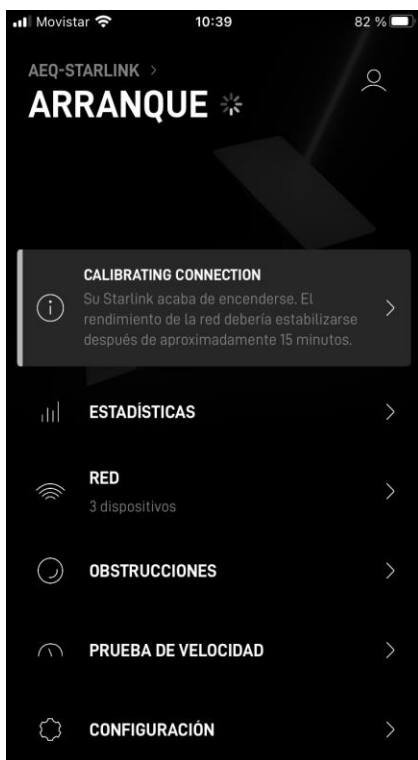 Movistar 10:39 82 %
AEQ-STARLINK >
ARRANQUE
CALIBRATING CONNECTION
Su Starlink acaba de encenderse. El
rendimiento de la red debería estabilizarse
después de aproximadamente 15 minutos.
ESTADÍSTICAS
RED
3 dispositivos
OBSTRUCCIONES
PRUEBA DE VELOCIDAD
CONFIGURACIÓN